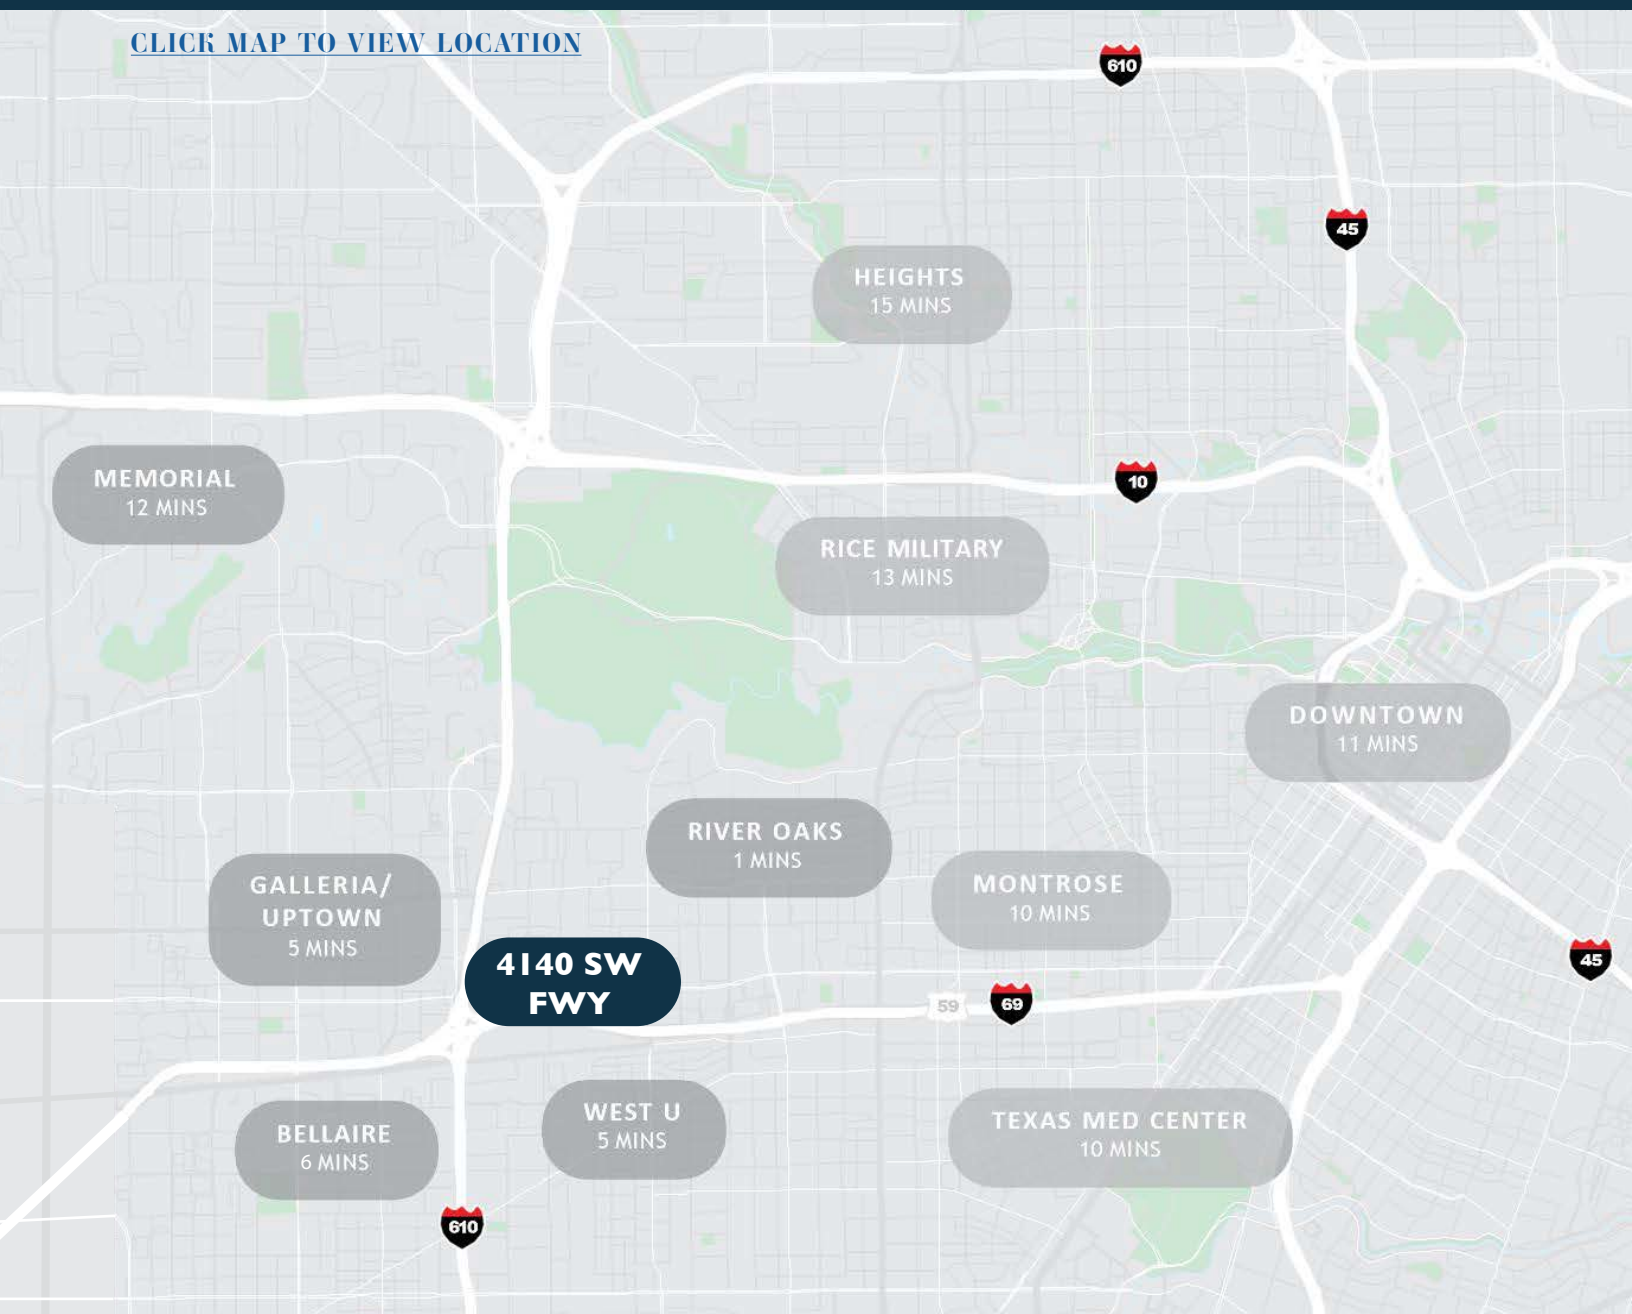 CLICK MAP TO VIEW LOCATION
610
45
HEIGHTS
15 MINS
MEMORIAL
12 MINS
10
RICE MILITARY
13 MINS
DOWNTOWN
11 MINS
RIVER OAKS
1 MINS
GALLERIA/
UPTOWN
5 MINS
MONTROSE
10 MINS
4140 SW
FWY
45
59
69
WEST U
5 MINS
TEXAS MED CENTER
10 MINS
BELLAIRE
6 MINS
610